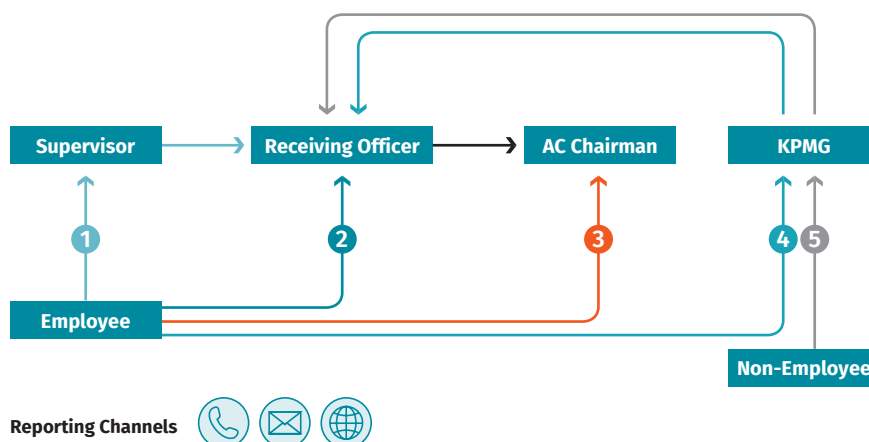 Supervisor
Receiving Officer
AC Chairman
KPMG
1
2
3
4
5
Employee
Non-Employee
Reporting Channels